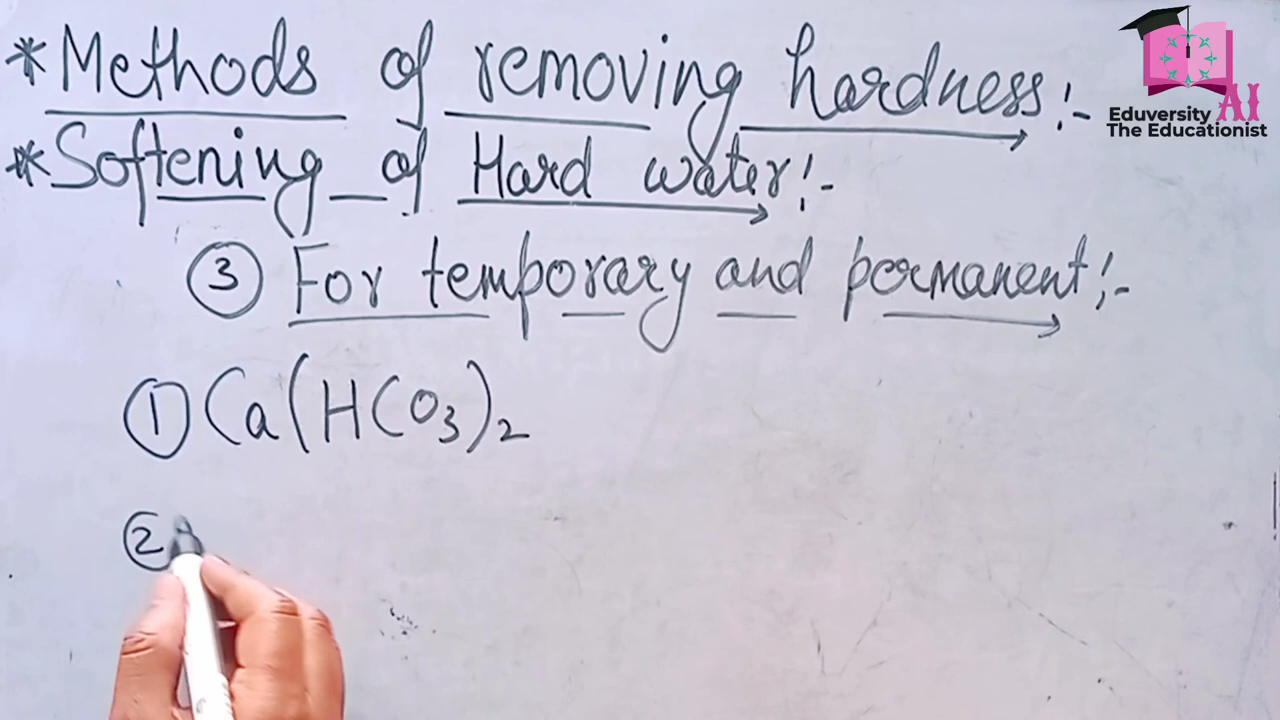 *Methods of removing hardness:-
*Softening of Hard water:-
③ For temporary and permanent:-
① Ca(HCO3)2
②
Eduversity AI
The Educationist